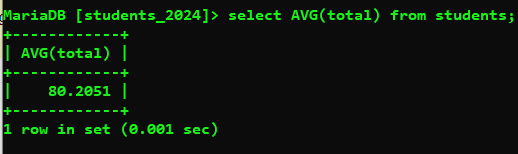 MariaDB [students_2024]> select AVG(total) from students;
+------------+
| AVG(total) |
+------------+
|    80.2051 |
+------------+
1 row in set (0.001 sec)